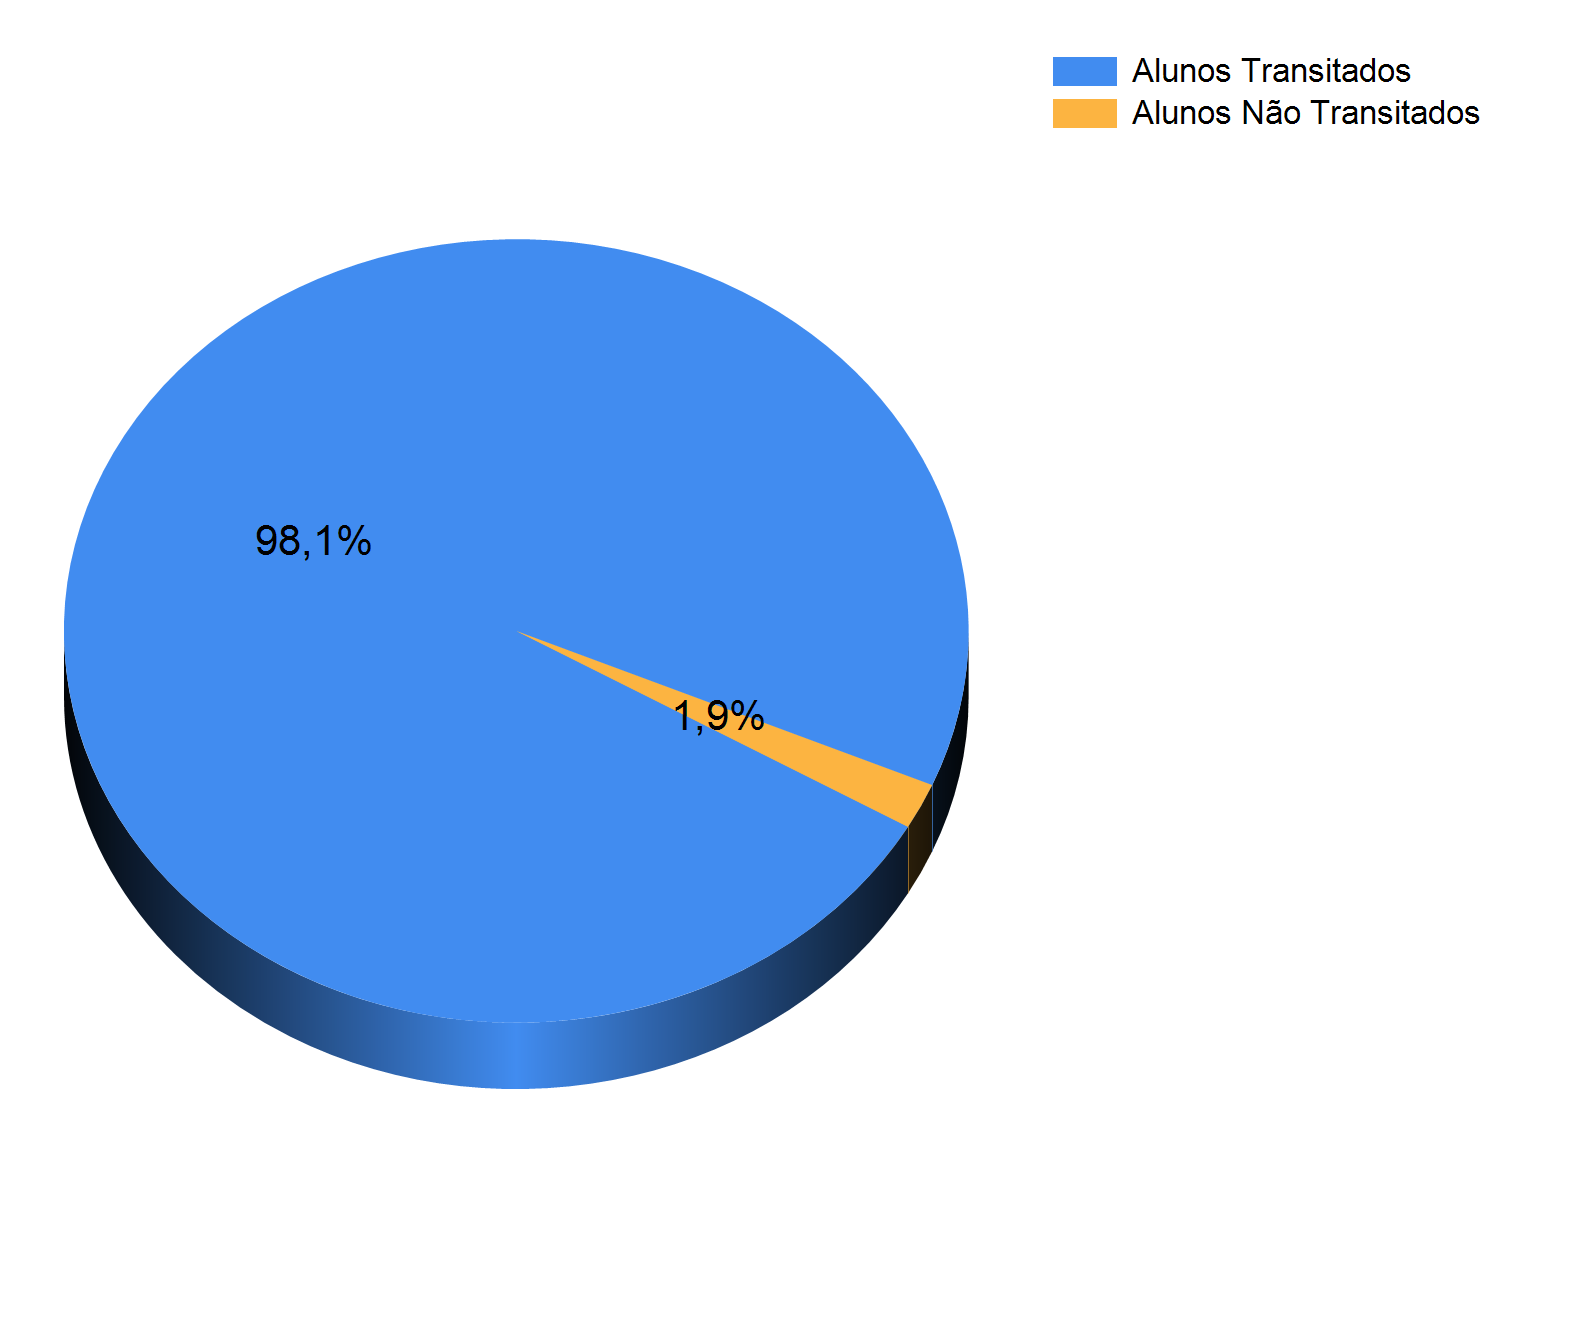 Alunos Transitados
Alunos Não Transitados
98,1%
1,9%